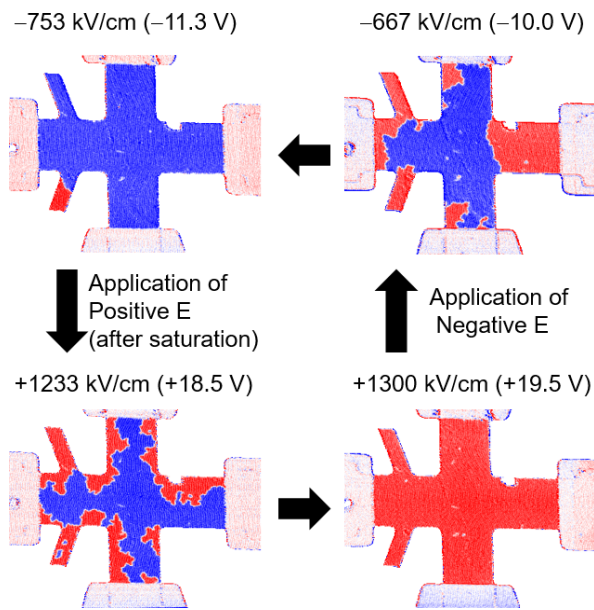 −753 kV/cm (−11.3 V)
−667 kV/cm (−10.0 V)
Application of
Positive E
(after saturation)
Application of
Negative E
+1233 kV/cm (+18.5 V)
+1300 kV/cm (+19.5 V)